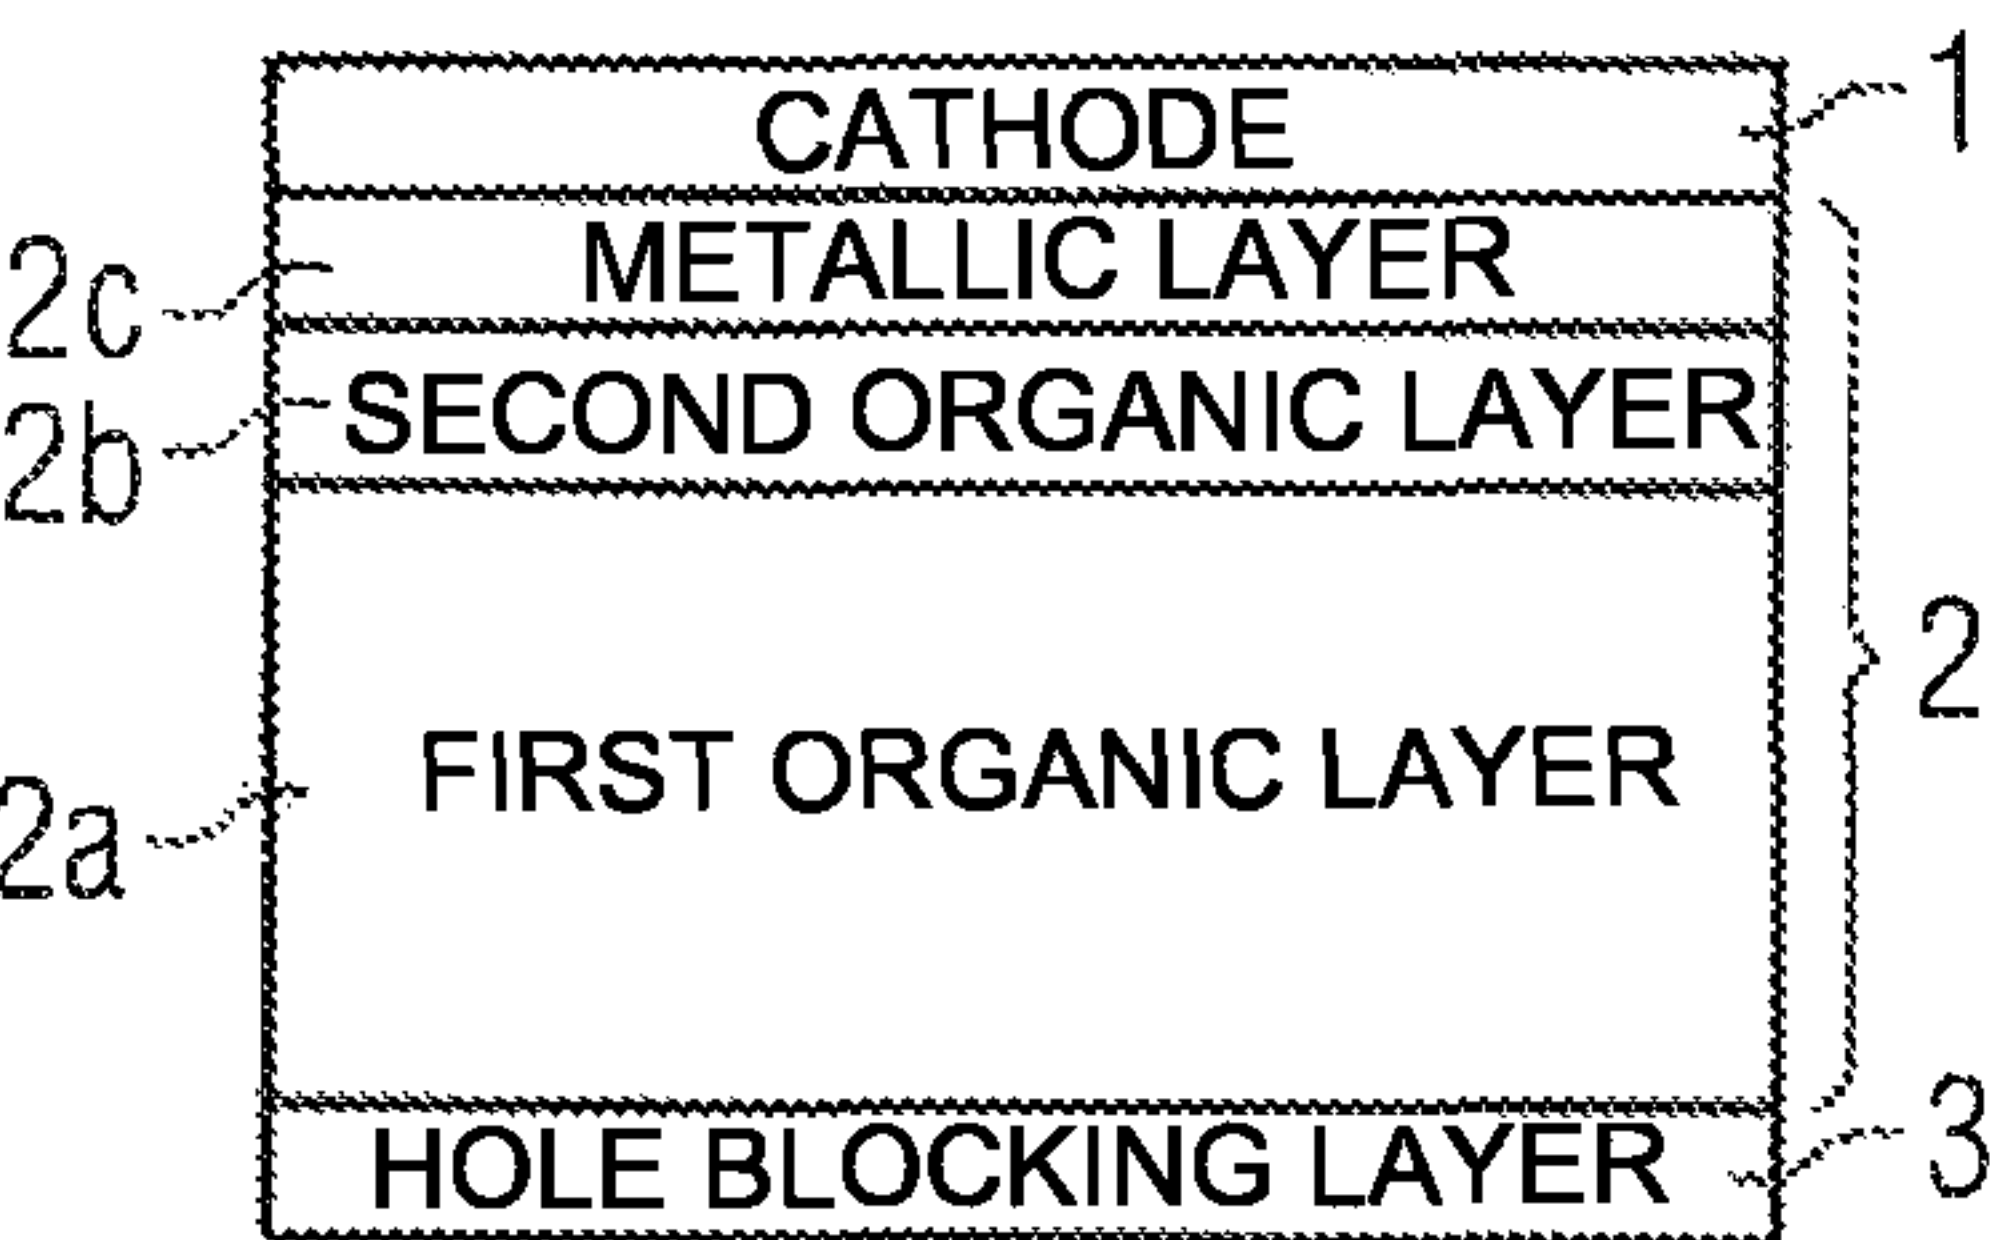 CATHODE 1
2c METALLIC LAYER
2b SECOND ORGANIC LAYER
2
2a FIRST ORGANIC LAYER
HOLE BLOCKING LAYER 3